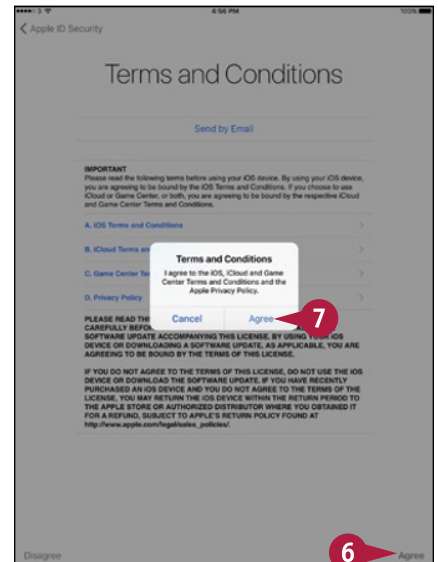 3 4:56 PM 100%
Apple ID Security
Terms and Conditions
Send by Email
IMPORTANT
Please read the following terms before using your iOS device. By using your iOS device,
you are agreeing to be bound by the iOS Terms and Conditions. If you choose to use
iCloud or Game Center, or both, you are agreeing to be bound by the respective iCloud
and Game Center Terms and Conditions.
A. iOS Terms and Conditions
B. iCloud Terms an
C. Game Center Te
D. Privacy Policy
Terms and Conditions
I agree to the iOS, iCloud and Game
Center Terms and Conditions and the
Apple Privacy Policy.
Cancel Agree
7
PLEASE READ THI
CAREFULLY BEFO
SOFTWARE UPDATE ACCOMPANYING THIS LICENSE. BY USING YOUR iOS
DEVICE OR DOWNLOADING A SOFTWARE UPDATE, AS APPLICABLE, YOU ARE
AGREEING TO BE BOUND BY THE TERMS OF THIS LICENSE.
IF YOU DO NOT AGREE TO THE TERMS OF THIS LICENSE, DO NOT USE THE iOS
DEVICE OR DOWNLOAD THE SOFTWARE UPDATE. IF YOU HAVE RECENTLY
PURCHASED AN iOS DEVICE AND YOU DO NOT AGREE TO THE TERMS OF THE
LICENSE, YOU MAY RETURN THE iOS DEVICE WITHIN THE RETURN PERIOD TO
THE APPLE STORE OR AUTHORIZED DISTRIBUTOR WHERE YOU OBTAINED IT
FOR A REFUND, SUBJECT TO APPLE'S RETURN POLICY FOUND AT
http://www.apple.com/legal/sales_policies/.
Disagree 6 Agree